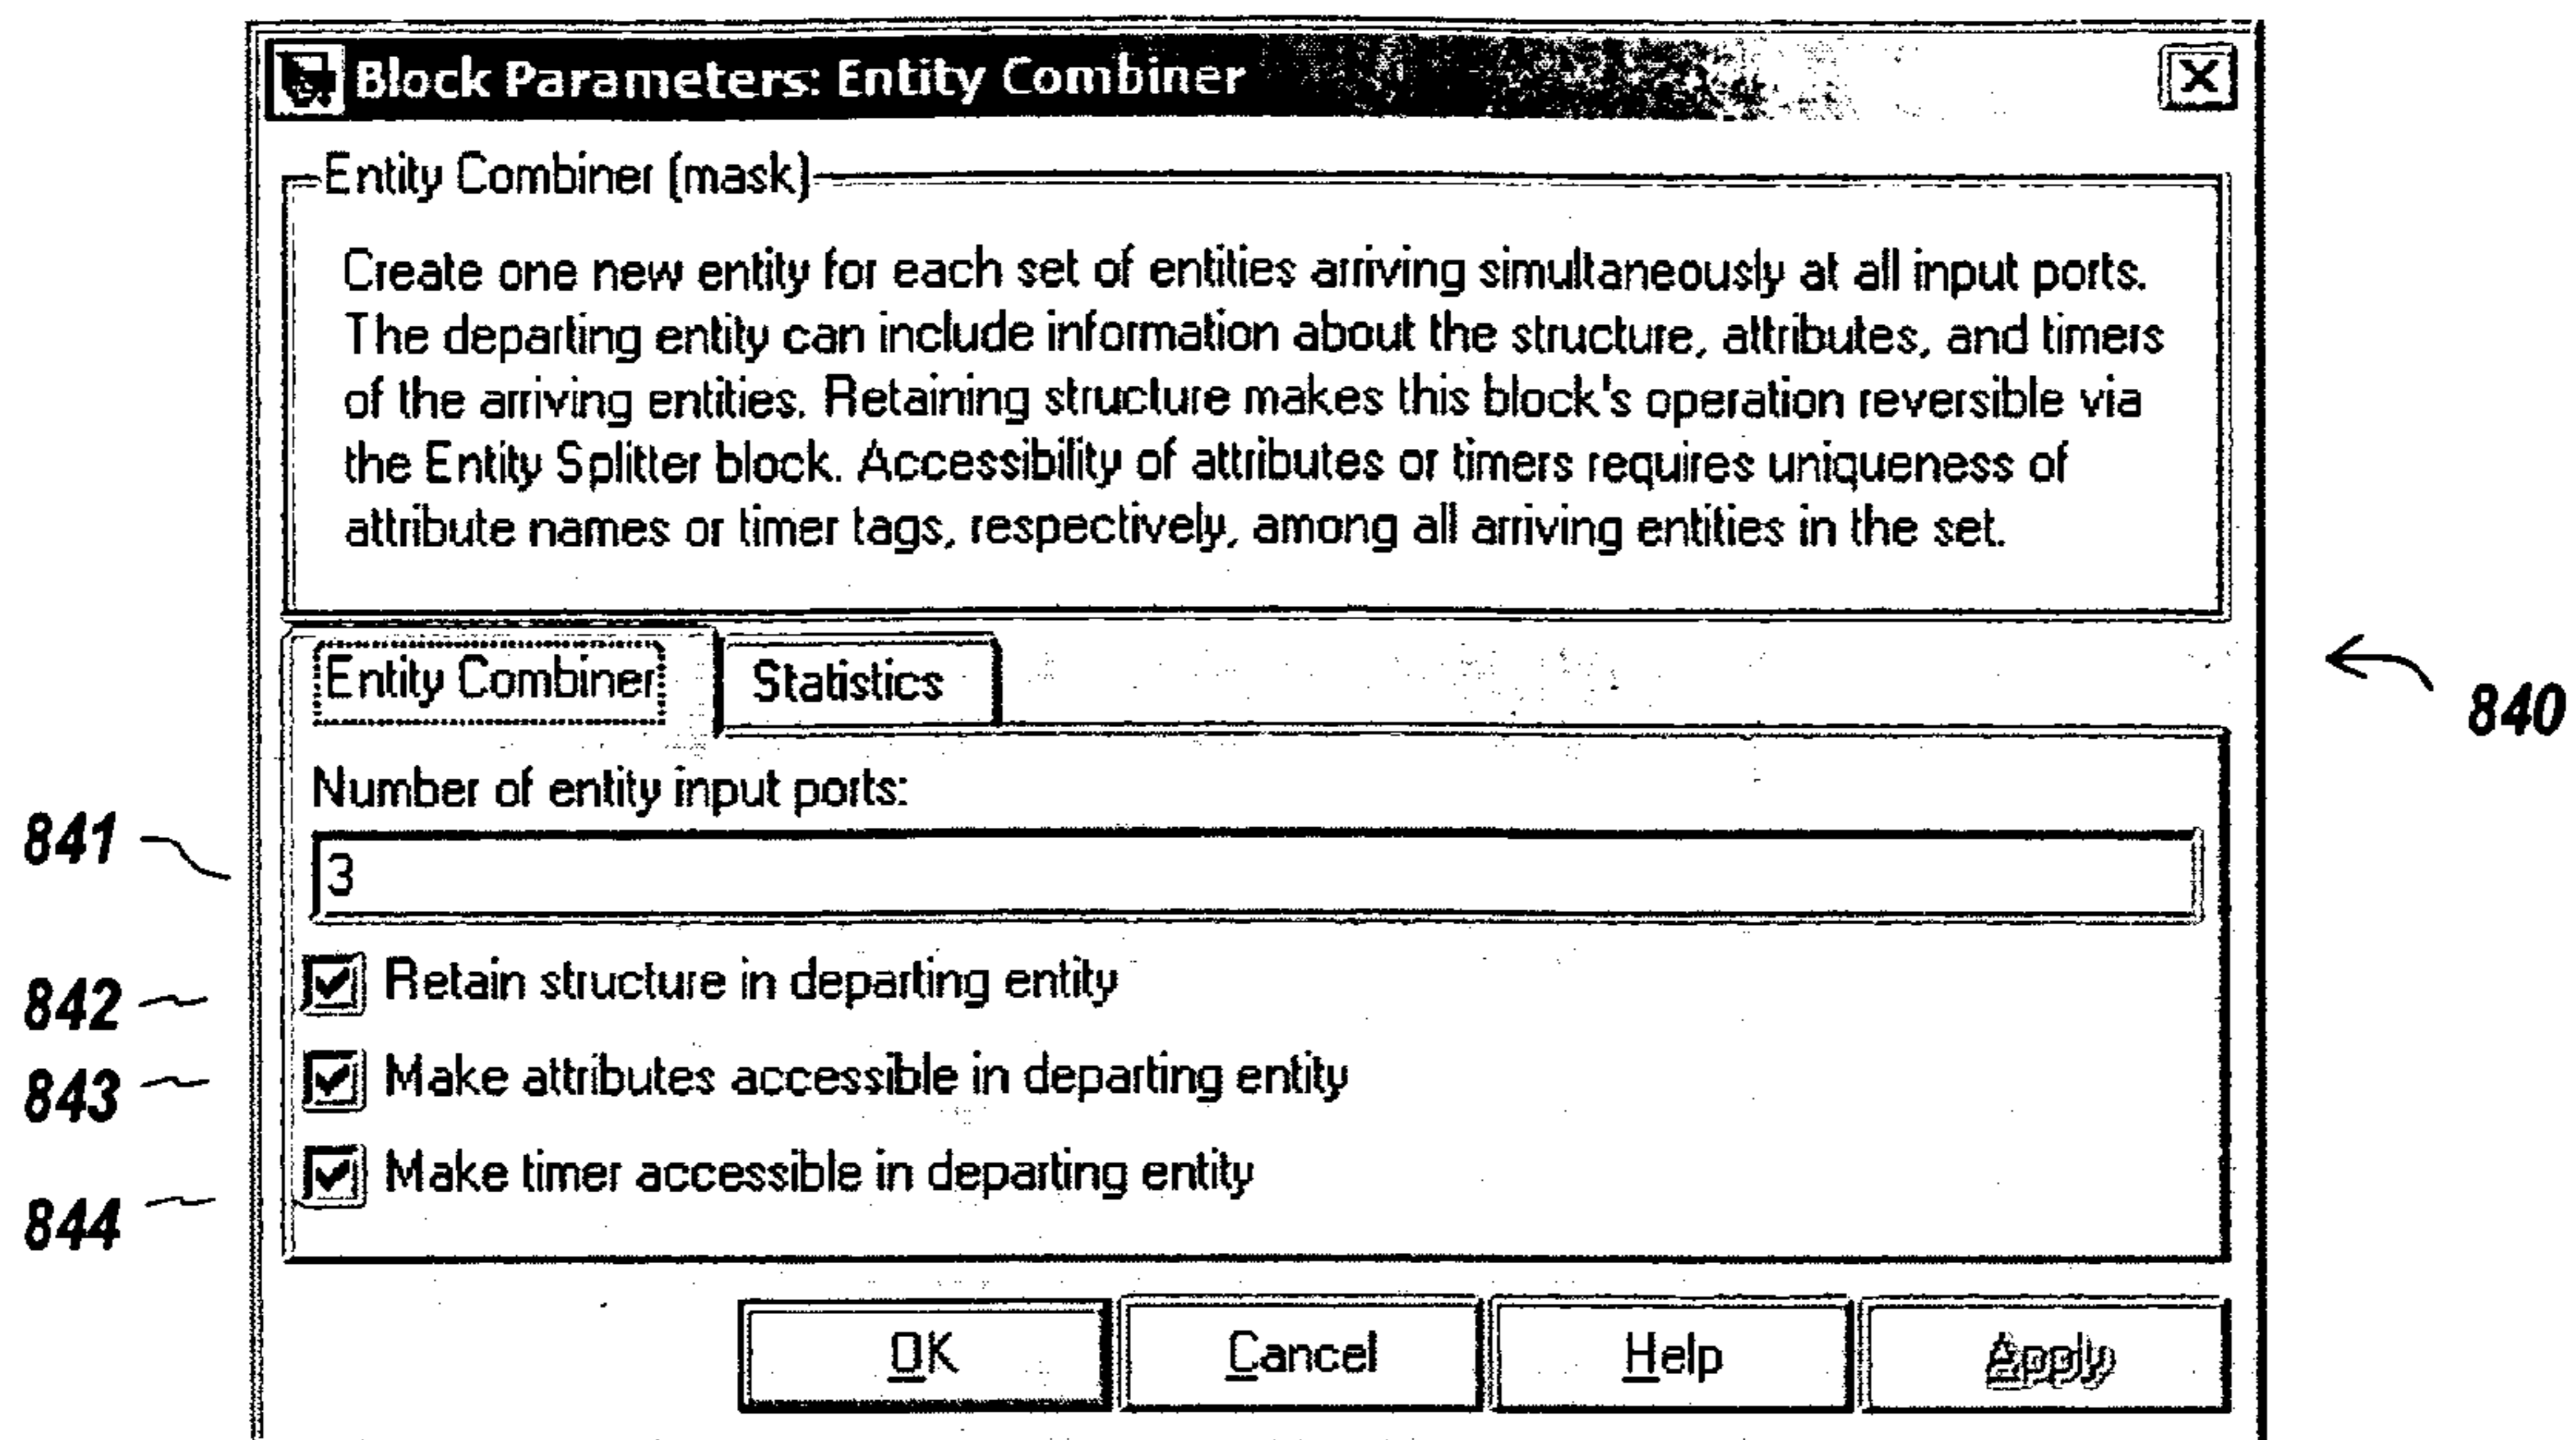 Block Parameters: Entity Combiner
Entity Combiner (mask)
Create one new entity for each set of entities arriving simultaneously at all input ports.
The departing entity can include information about the structure, attributes, and timers
of the arriving entities. Retaining structure makes this block's operation reversible via
the Entity Splitter block. Accessibility of attributes or timers requires uniqueness of
attribute names or timer tags, respectively, among all arriving entities in the set.
Entity Combiner Statistics
840
Number of entity input ports:
841
3
842 Retain structure in departing entity
843 Make attributes accessible in departing entity
844 Make timer accessible in departing entity
OK Cancel Help Apply